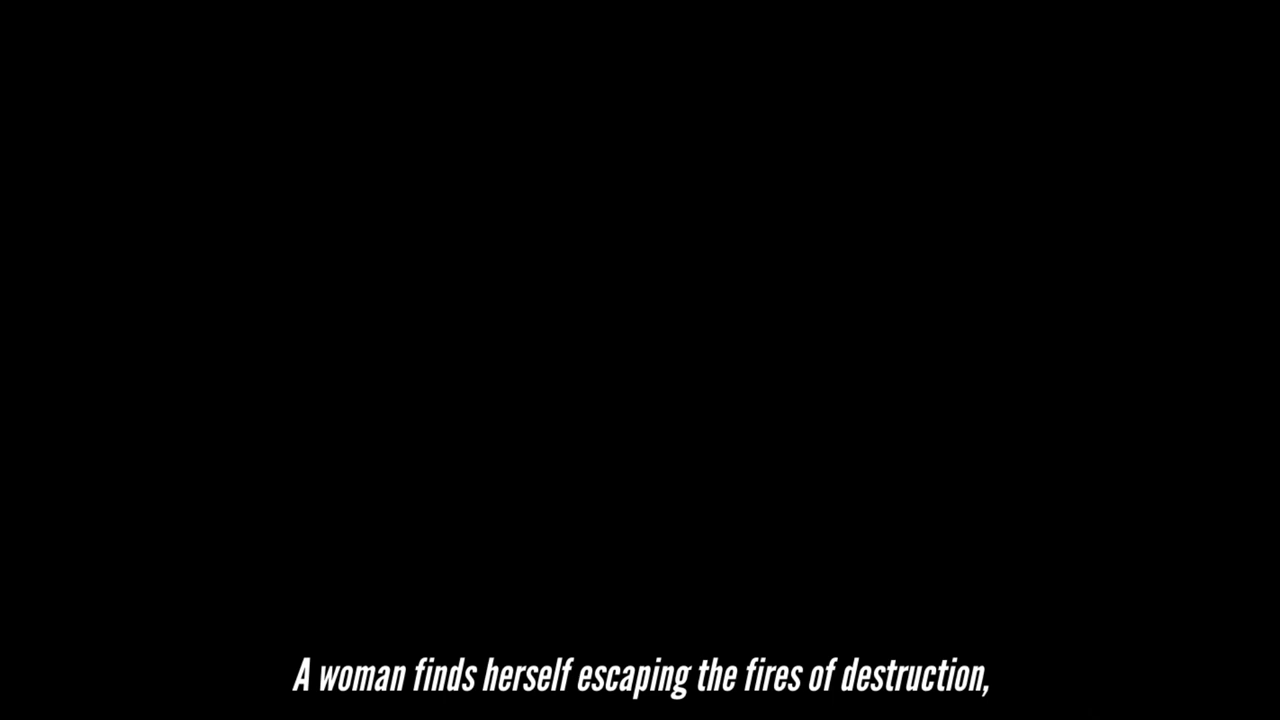 A woman finds herself escaping the fires of destruction,